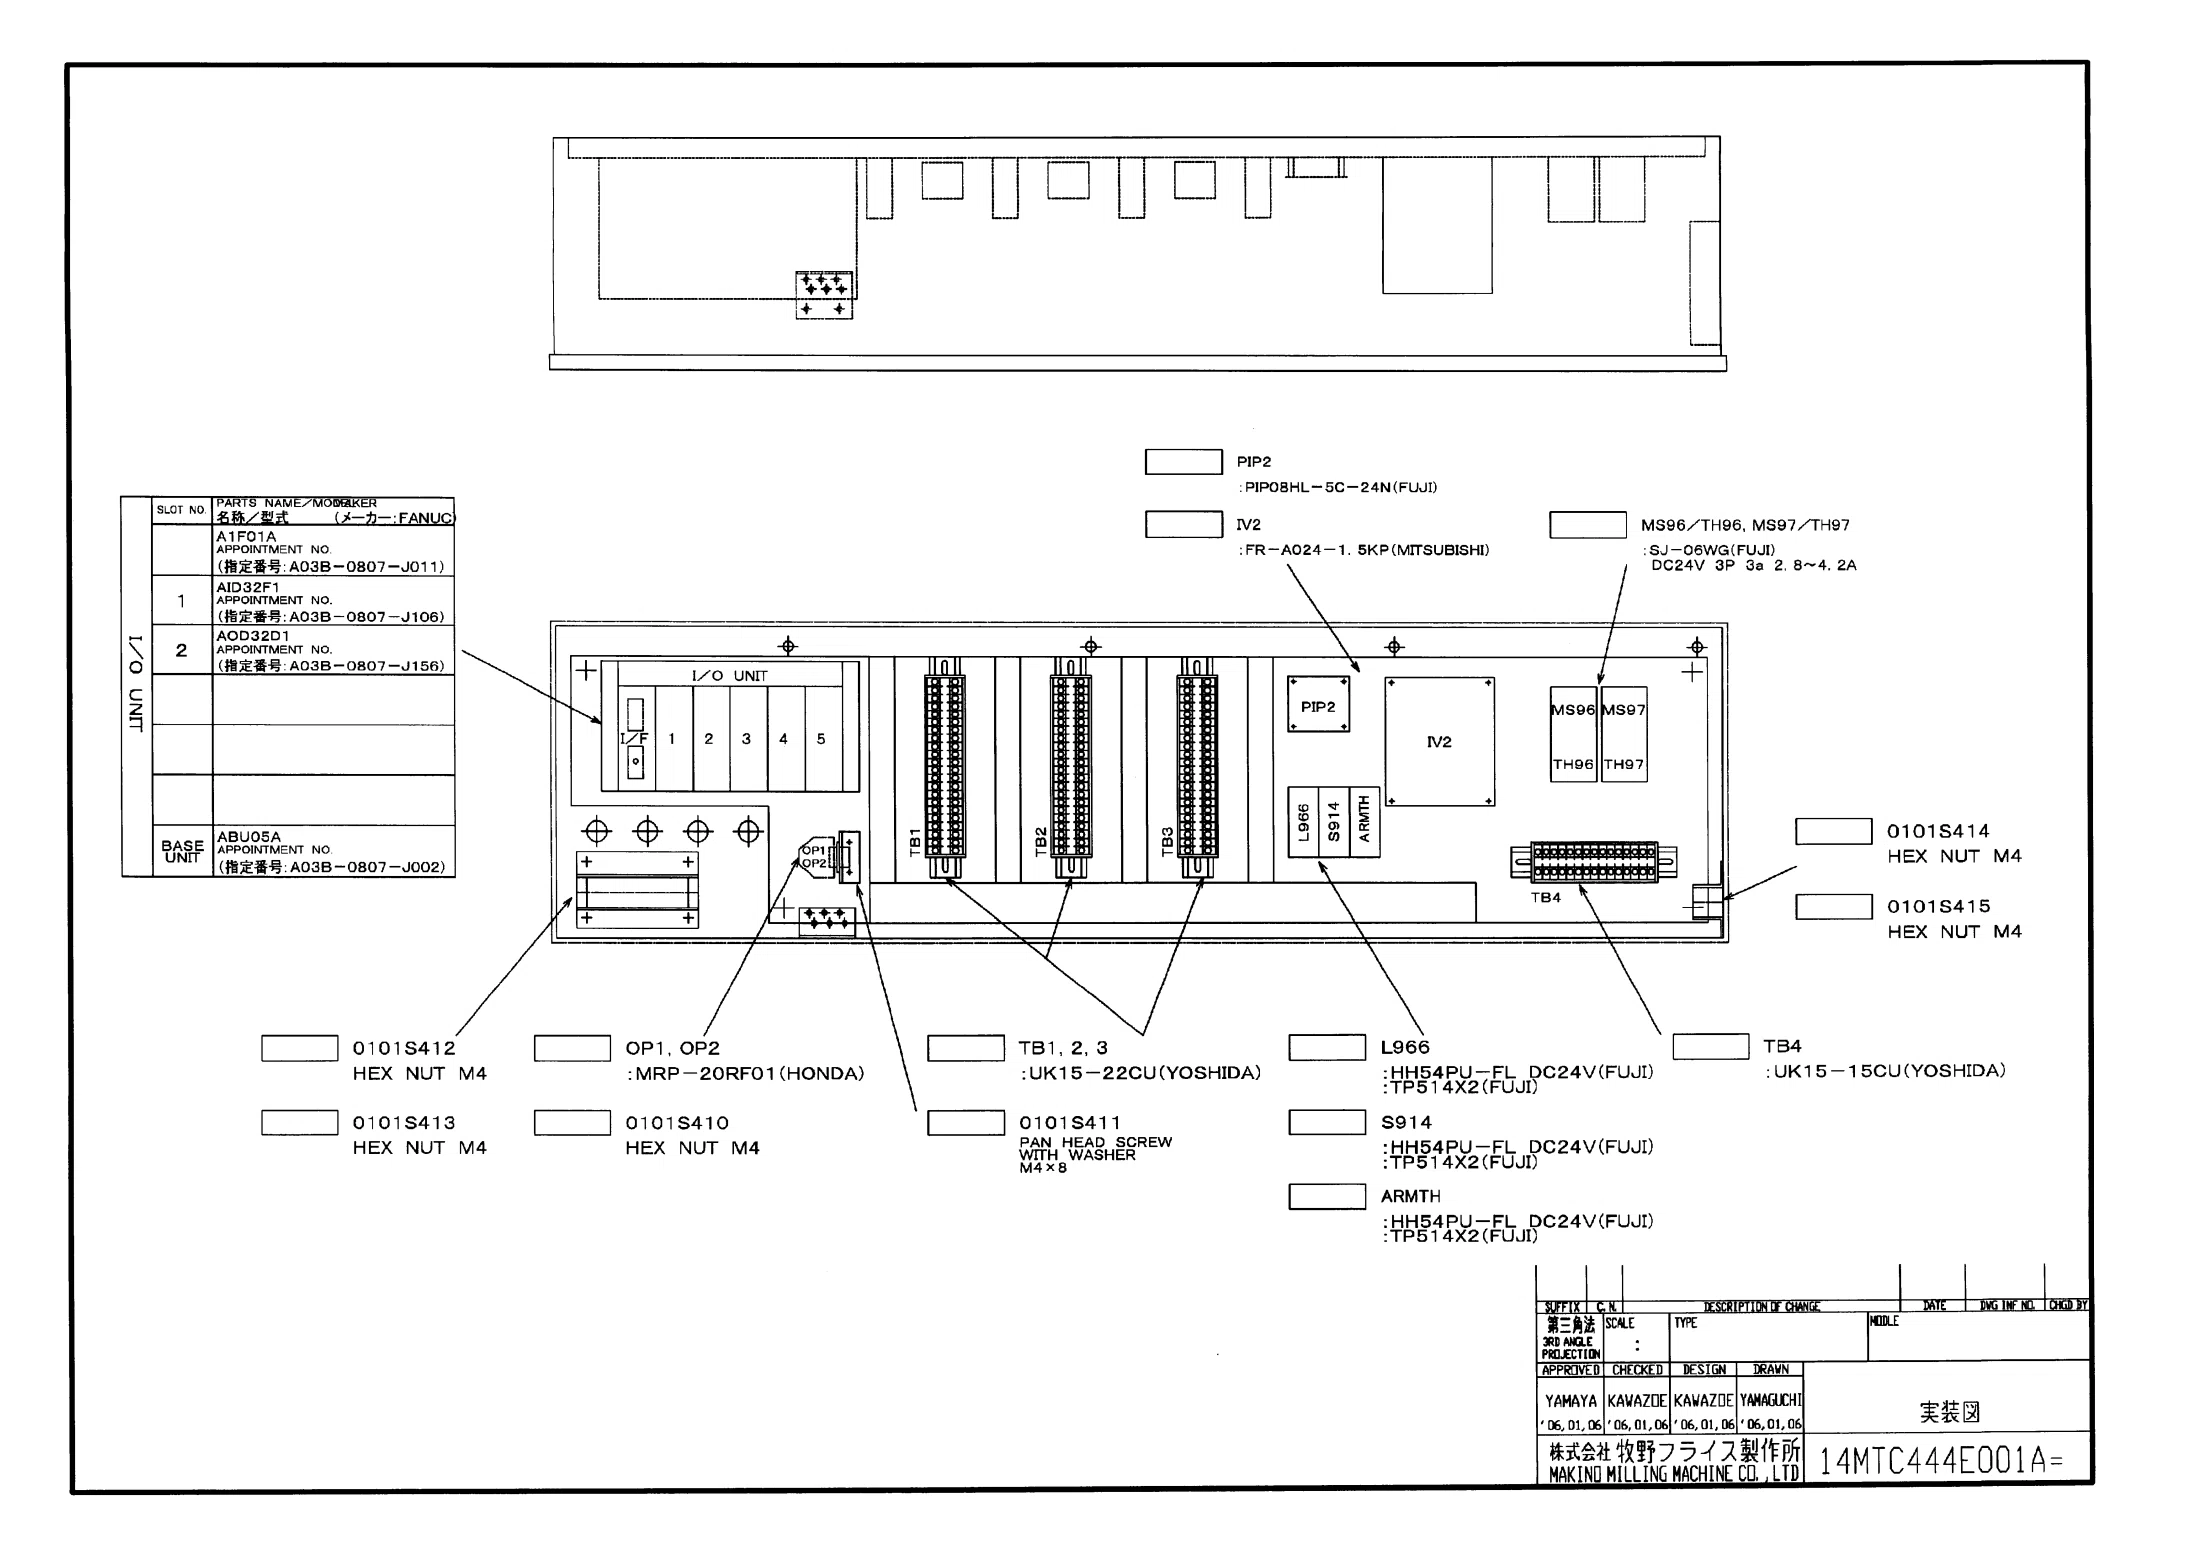 PIP2
:PIP08HL-5C-24N(FUJI)
IV2
:FR-A024-1.5KP(MITSUBISHI)
MS96/TH96, MS97/TH97
:SJ-06WG(FUJI)
DC24V 3P 3a 2.8~4.2A
I/O UNIT
SLOT NO.
PARTS NAME/MODEL
名称/型式 (メーカー:FANUC)
A1F01A
APPOINTMENT NO.
(指定番号:A03B-0807-J011)
1
AID32F1
APPOINTMENT NO.
(指定番号:A03B-0807-J106)
2
AOD32D1
APPOINTMENT NO.
(指定番号:A03B-0807-J156)
BASE UNIT
ABU05A
APPOINTMENT NO.
(指定番号:A03B-0807-J002)
I/O UNIT
I/F 1 2 3 4 5
OP1
OP2
TB1
TB2
TB3
PIP2
IV2
MS96 MS97
TH96 TH97
L966
S914
ARMTH
TB4
0101S414
HEX NUT M4
0101S415
HEX NUT M4
0101S412
HEX NUT M4
0101S413
HEX NUT M4
OP1, OP2
:MRP-20RF01(HONDA)
0101S410
HEX NUT M4
TB1, 2, 3
:UK15-22CU(YOSHIDA)
0101S411
PAN HEAD SCREW
WITH WASHER
M4×8
L966
:HH54PU-FL DC24V(FUJI)
:TP514X2(FUJI)
S914
:HH54PU-FL DC24V(FUJI)
:TP514X2(FUJI)
ARMTH
:HH54PU-FL DC24V(FUJI)
:TP514X2(FUJI)
TB4
:UK15-15CU(YOSHIDA)
SUFFIX C.N. DESCRIPTION OF CHANGE DATE DWG INF NO. CHGD BY
第三角法
3RD ANGLE
PROJECTION
SCALE
:
TYPE
MODLE
APPROVED CHECKED DESIGN DRAWN
YAMAYA KAWAZOE KAWAZOE YAMAGUCHI
'06,01,06 '06,01,06 '06,01,06 '06,01,06
実装図
株式会社 牧野フライス製作所
MAKINO MILLING MACHINE CO.,LTD
14MTC444E001A=